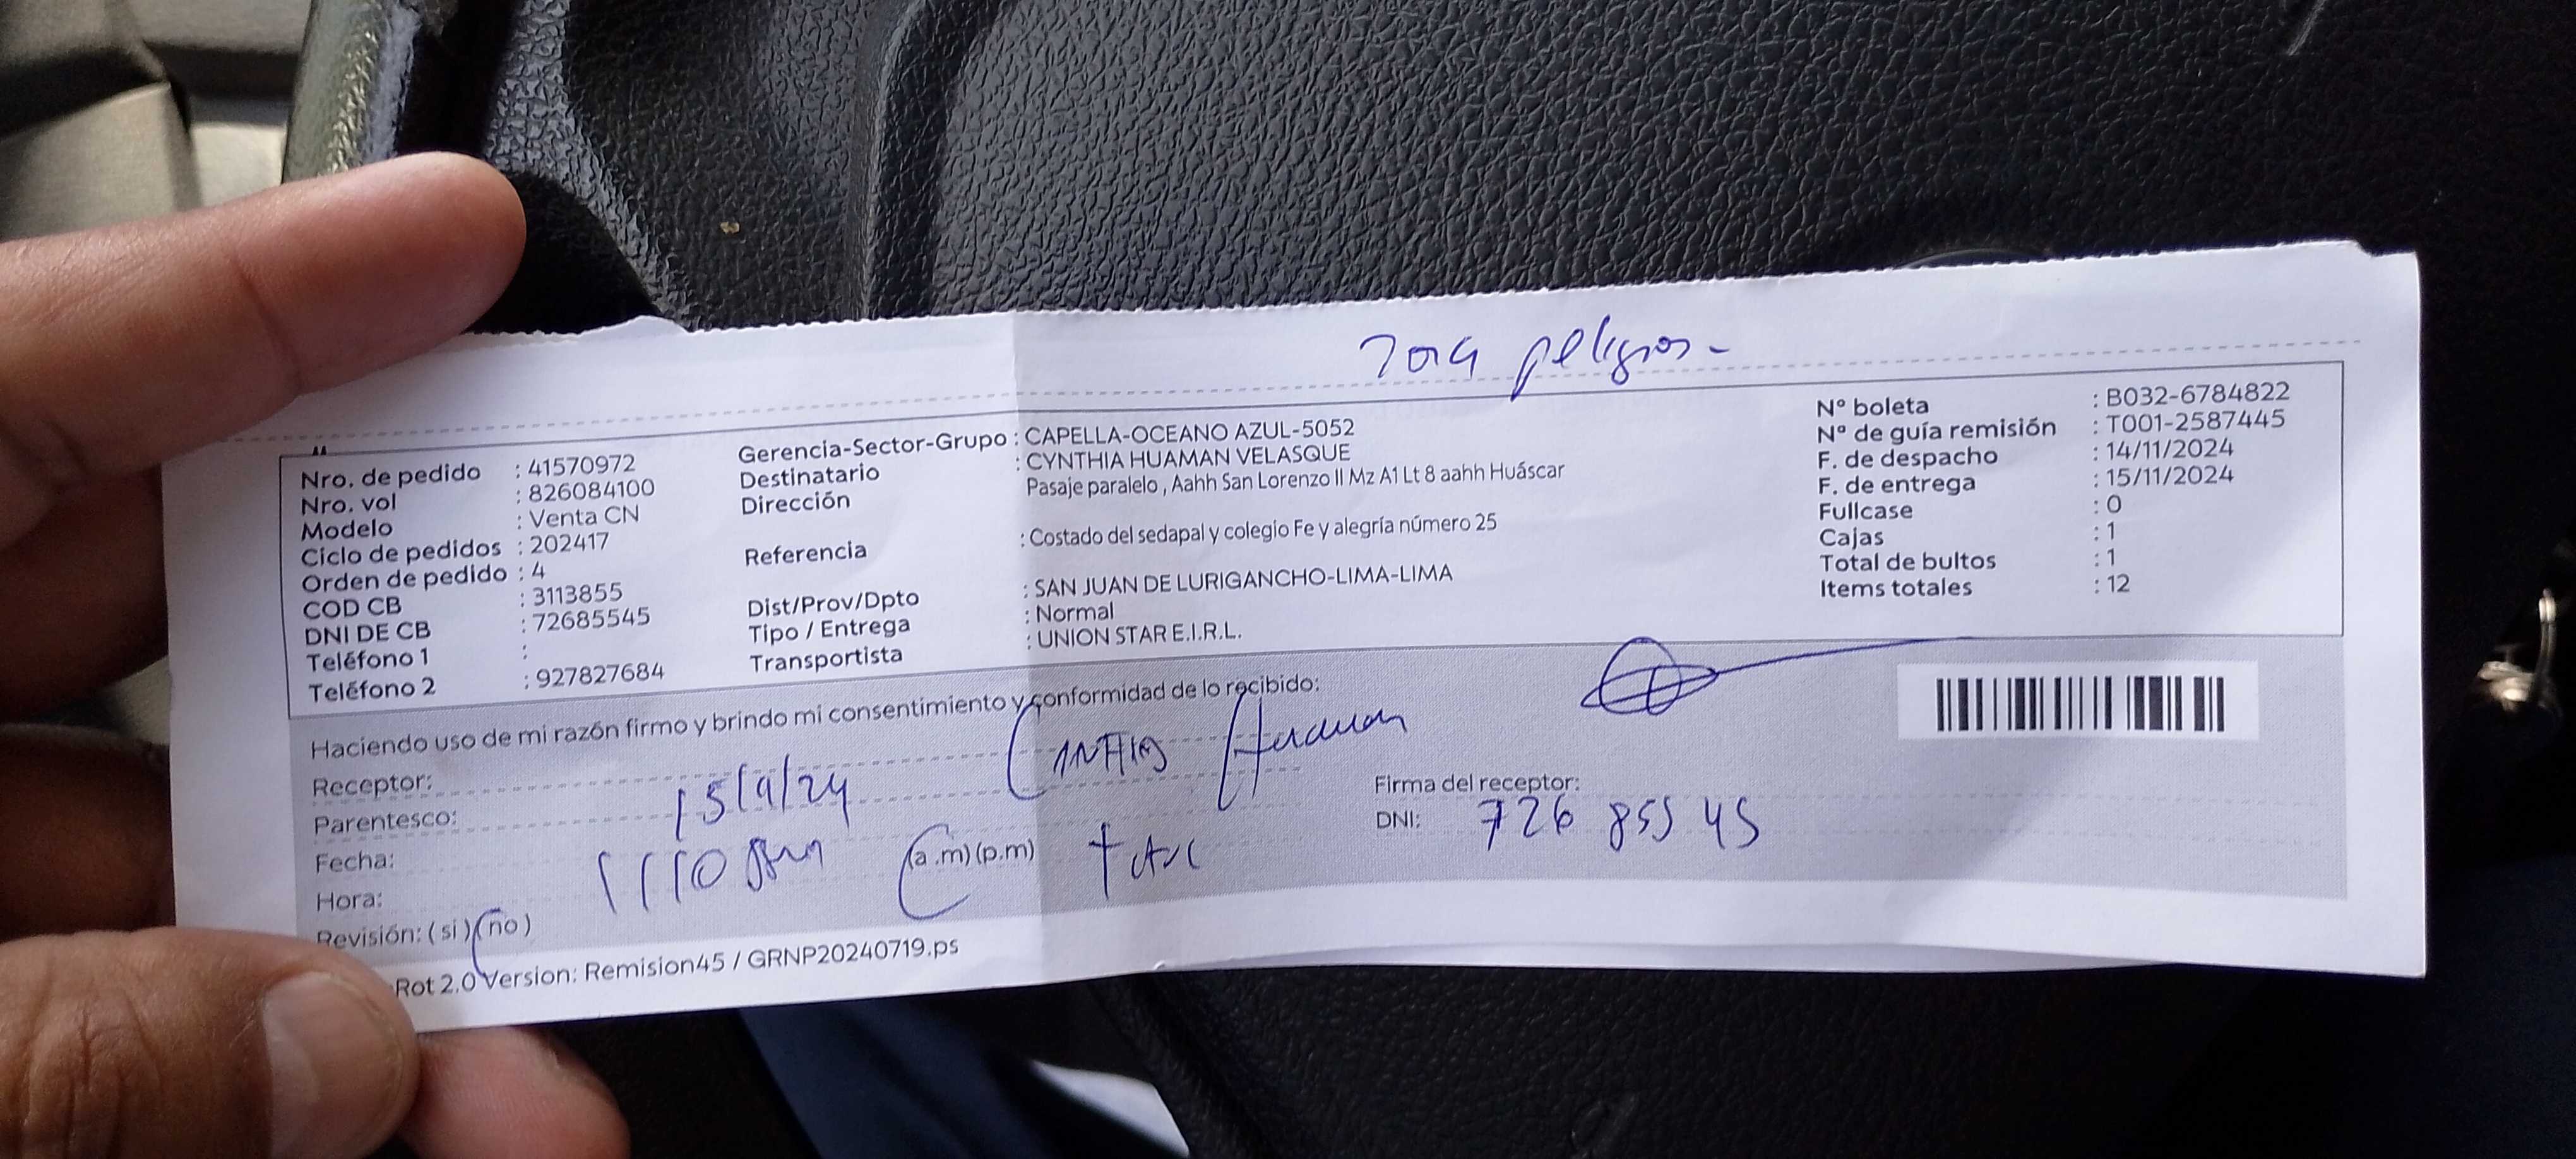 peligros-
Nro. de pedido : 41570972
Nro. vol : 826084100
Modelo : Venta CN
Ciclo de pedidos : 202417
Orden de pedido : 4
COD CB : 3113855
DNI DE CB : 72685545
Teléfono 1 :
Teléfono 2 : 927827684
Gerencia-Sector-Grupo : CAPELLA-OCEANO AZUL-5052
Destinatario : CYNTHIA HUAMAN VELASQUE
Dirección Pasaje paralelo , Aahh San Lorenzo II Mz A1 Lt 8 aahh Huáscar
Referencia : Costado del sedapal y colegio Fe y alegría número 25
Dist/Prov/Dpto : SAN JUAN DE LURIGANCHO-LIMA-LIMA
Tipo / Entrega : Normal
Transportista : UNION STAR E.I.R.L.
Nº boleta : B032-6784822
Nº de guía remisión : T001-2587445
F. de despacho : 14/11/2024
F. de entrega : 15/11/2024
Fullcase : 0
Cajas : 1
Total de bultos : 1
Items totales : 12
Haciendo uso de mi razón firmo y brindo mi consentimiento y conformidad de lo recibido:
Receptor: Huaman
Parentesco:
Fecha:
Hora: (a.m) (p.m)
Revisión: ( si ) ( no )
Firma del receptor:
DNI: 726 855 45
Rot 2.0 Version: Remision45 / GRNP20240719.ps